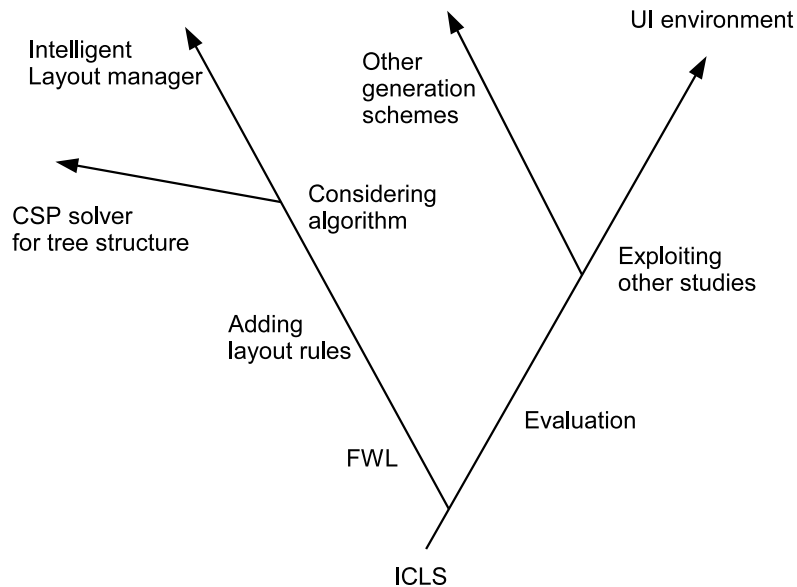 UI environment
Intelligent
Layout manager
Other
generation
schemes
CSP solver
for tree structure
Considering
algorithm
Exploiting
other studies
Adding
layout rules
Evaluation
FWL
ICLS